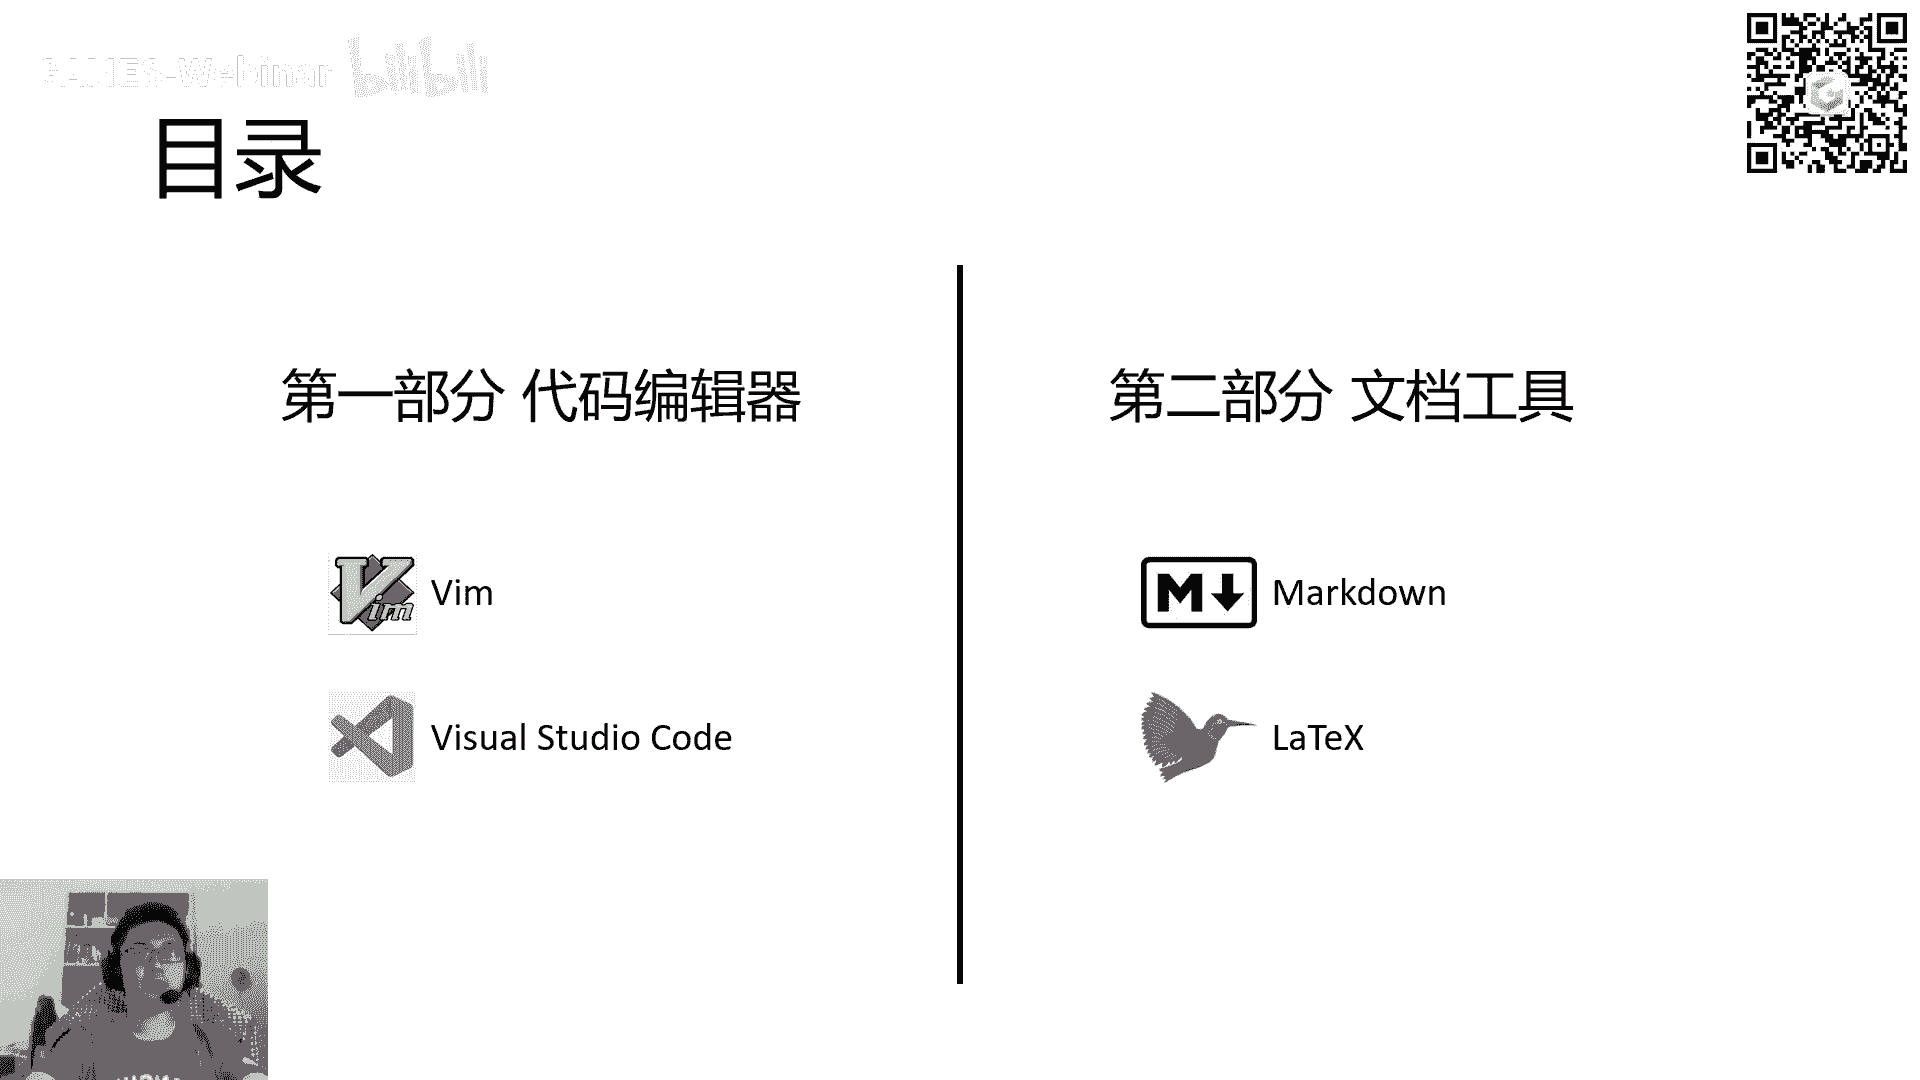 GAMES-Webinar bilibili
目录
第一部分 代码编辑器
Vim
Visual Studio Code
第二部分 文档工具
Markdown
LaTeX